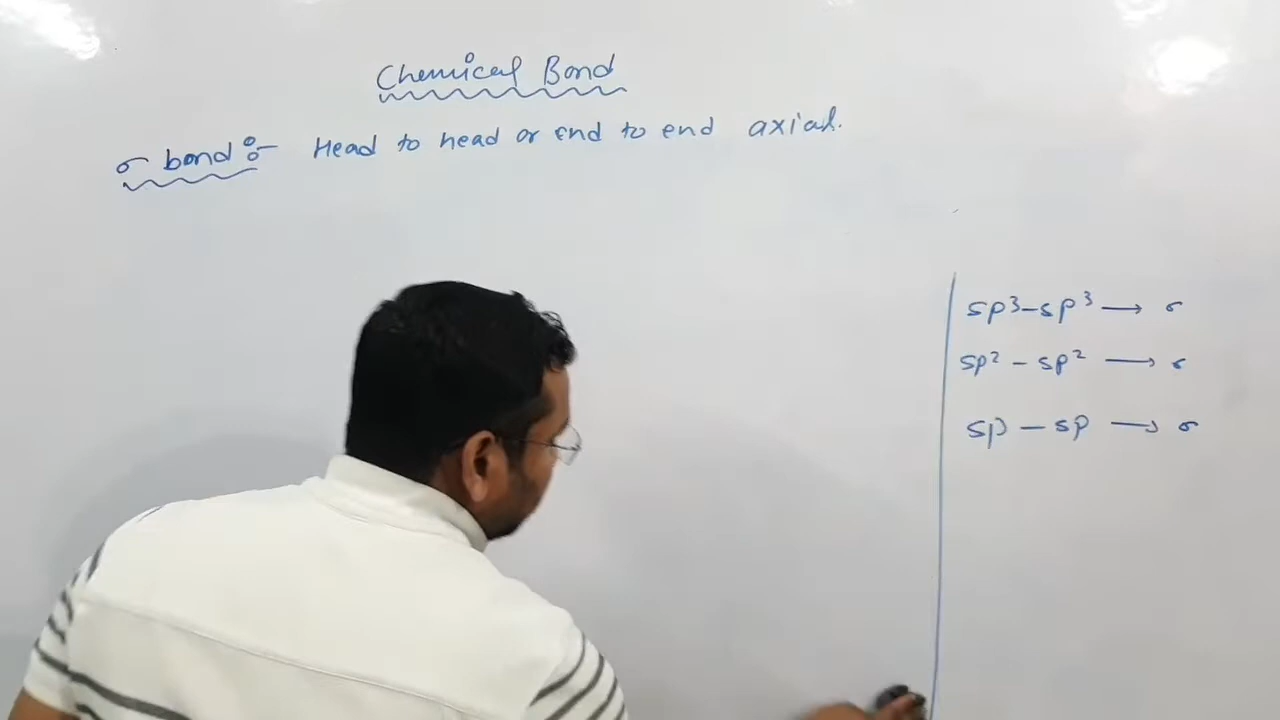 Chemical Bond
σ bond :- Head to head or end to end axial.
sp³-sp³ → σ
sp² - sp² → σ
sp - sp → σ